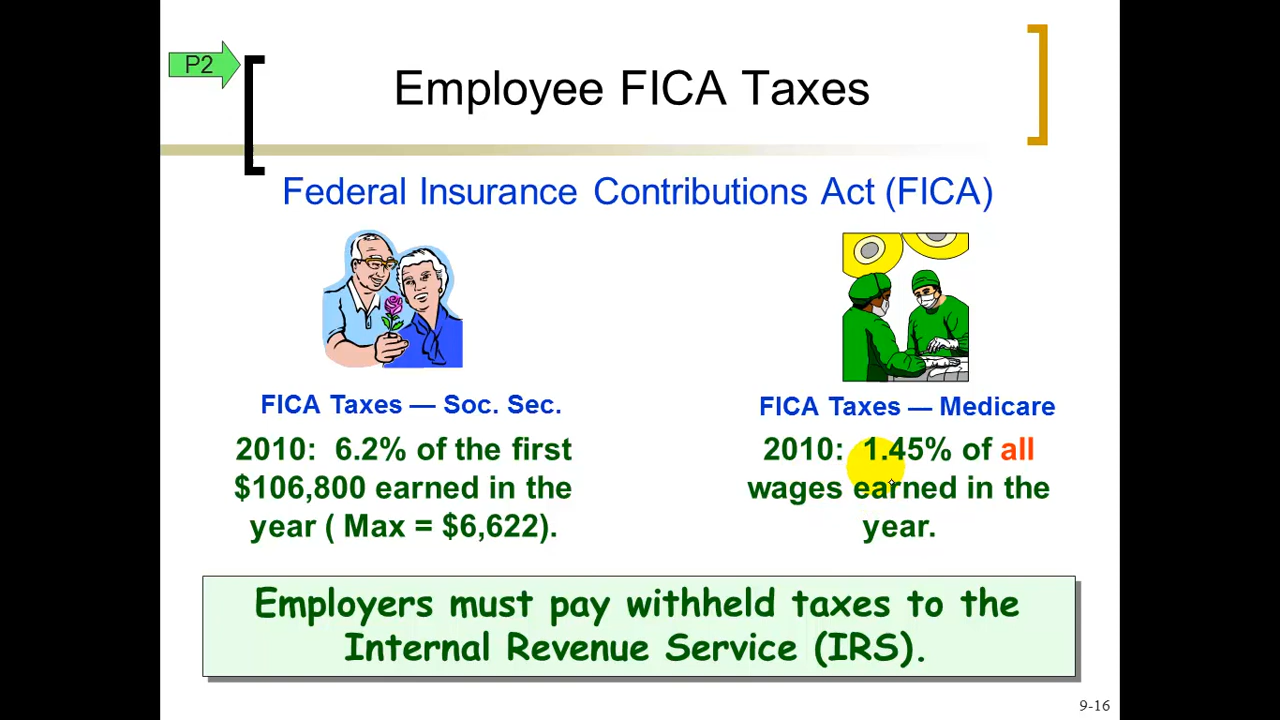 P2
Employee FICA Taxes
Federal Insurance Contributions Act (FICA)
FICA Taxes — Soc. Sec.
2010:  6.2% of the first
$106,800 earned in the
year ( Max = $6,622).
FICA Taxes — Medicare
2010:  1.45% of all
wages earned in the
year.
Employers must pay withheld taxes to the
Internal Revenue Service (IRS).
9-16